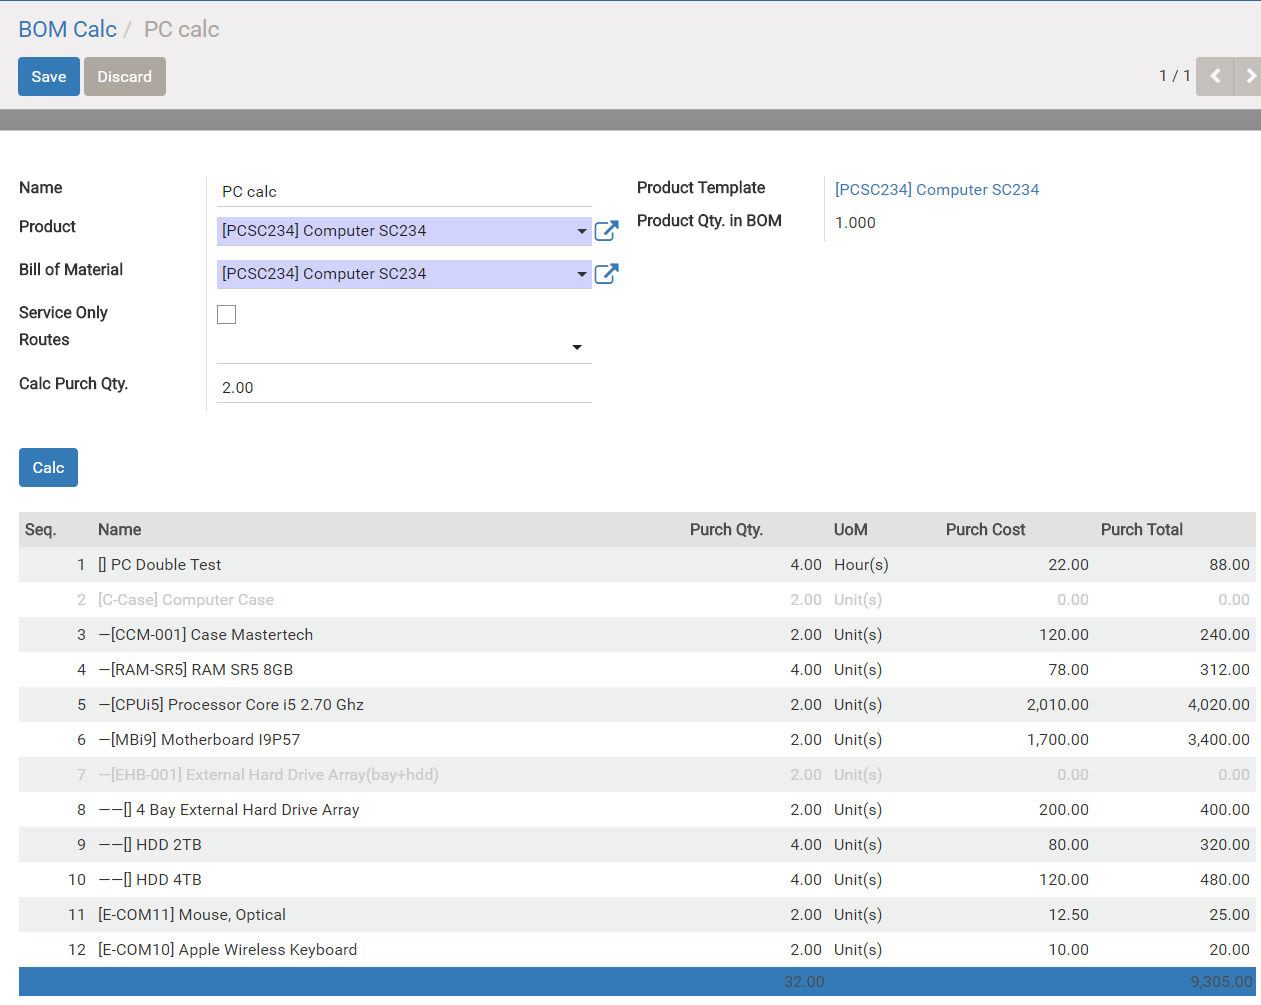 BOM Calc / PC calc
Save Discard 1 / 1
Name PC calc Product Template [PCSC234] Computer SC234
Product [PCSC234] Computer SC234 Product Qty. in BOM 1.000
Bill of Material [PCSC234] Computer SC234
Service Only
Routes
Calc Purch Qty. 2.00
Calc
Seq. Name Purch Qty. UoM Purch Cost Purch Total
1 [] PC Double Test 4.00 Hour(s) 22.00 88.00
2 [C-Case] Computer Case 2.00 Unit(s) 0.00 0.00
3 —[CCM-001] Case Mastertech 2.00 Unit(s) 120.00 240.00
4 —[RAM-SR5] RAM SR5 8GB 4.00 Unit(s) 78.00 312.00
5 —[CPUi5] Processor Core i5 2.70 Ghz 2.00 Unit(s) 2,010.00 4,020.00
6 —[MBi9] Motherboard I9P57 2.00 Unit(s) 1,700.00 3,400.00
7 —[EHB-001] External Hard Drive Array(bay+hdd) 2.00 Unit(s) 0.00 0.00
8 ——[] 4 Bay External Hard Drive Array 2.00 Unit(s) 200.00 400.00
9 ——[] HDD 2TB 4.00 Unit(s) 80.00 320.00
10 ——[] HDD 4TB 4.00 Unit(s) 120.00 480.00
11 [E-COM11] Mouse, Optical 2.00 Unit(s) 12.50 25.00
12 [E-COM10] Apple Wireless Keyboard 2.00 Unit(s) 10.00 20.00
32.00 9,305.00